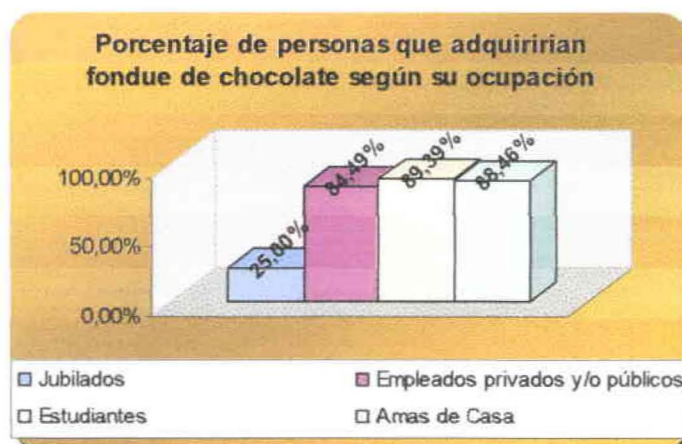 Porcentaje de personas que adquiririan
fondue de chocolate según su ocupación
100,00%
50,00%
0,00%
25,00%
84,49%
89,39%
88,46%
Jubilados
Empleados privados y/o públicos
Estudiantes
Amas de Casa